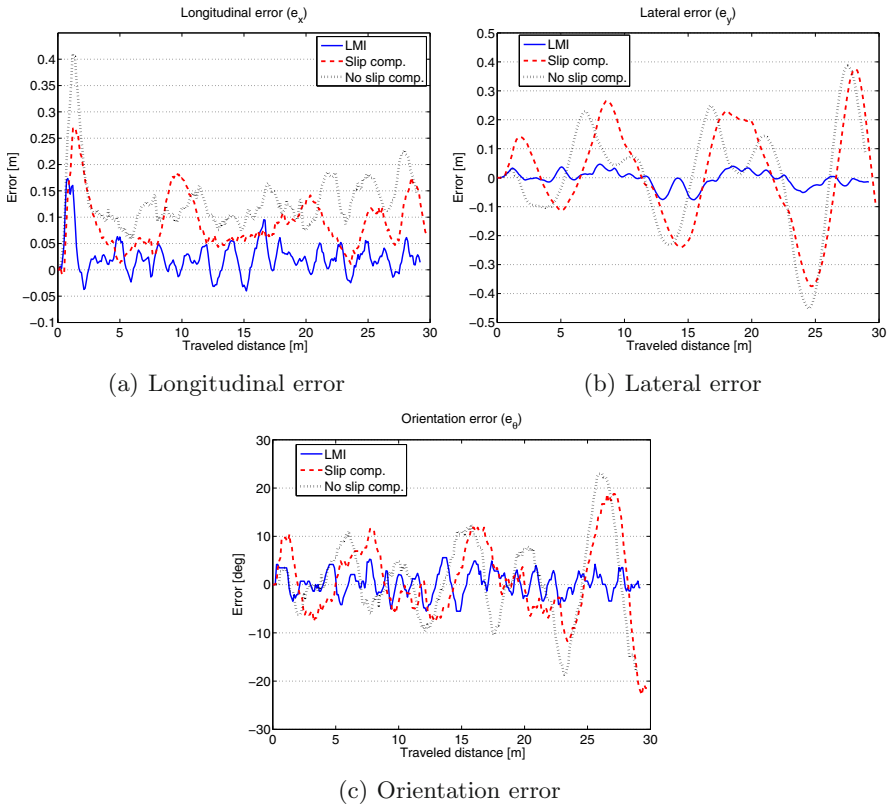 Longitudinal error (e_x)
LMI
Slip comp.
No slip comp.
0.4
0.35
0.3
0.25
0.2
0.15
0.1
0.05
0
−0.05
−0.1
Error [m]
0 5 10 15 20 25 30
Traveled distance [m]
(a) Longitudinal error
Lateral error (e_y)
LMI
Slip comp.
No slip comp.
0.5
0.4
0.3
0.2
0.1
0
−0.1
−0.2
−0.3
−0.4
−0.5
Error [m]
0 5 10 15 20 25 30
Traveled distance [m]
(b) Lateral error
Orientation error (e_θ)
LMI
Slip comp.
No slip comp.
30
20
10
0
−10
−20
−30
Error [deg]
0 5 10 15 20 25 30
Traveled distance [m]
(c) Orientation error